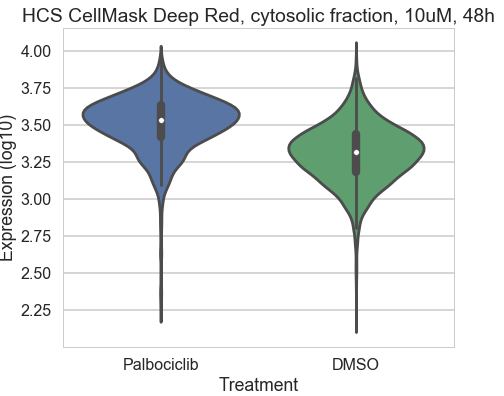 HCS CellMask Deep Red, cytosolic fraction, 10uM, 48h
Expression (log10)
4.00
3.75
3.50
3.25
3.00
2.75
2.50
2.25
Palbociclib
DMSO
Treatment